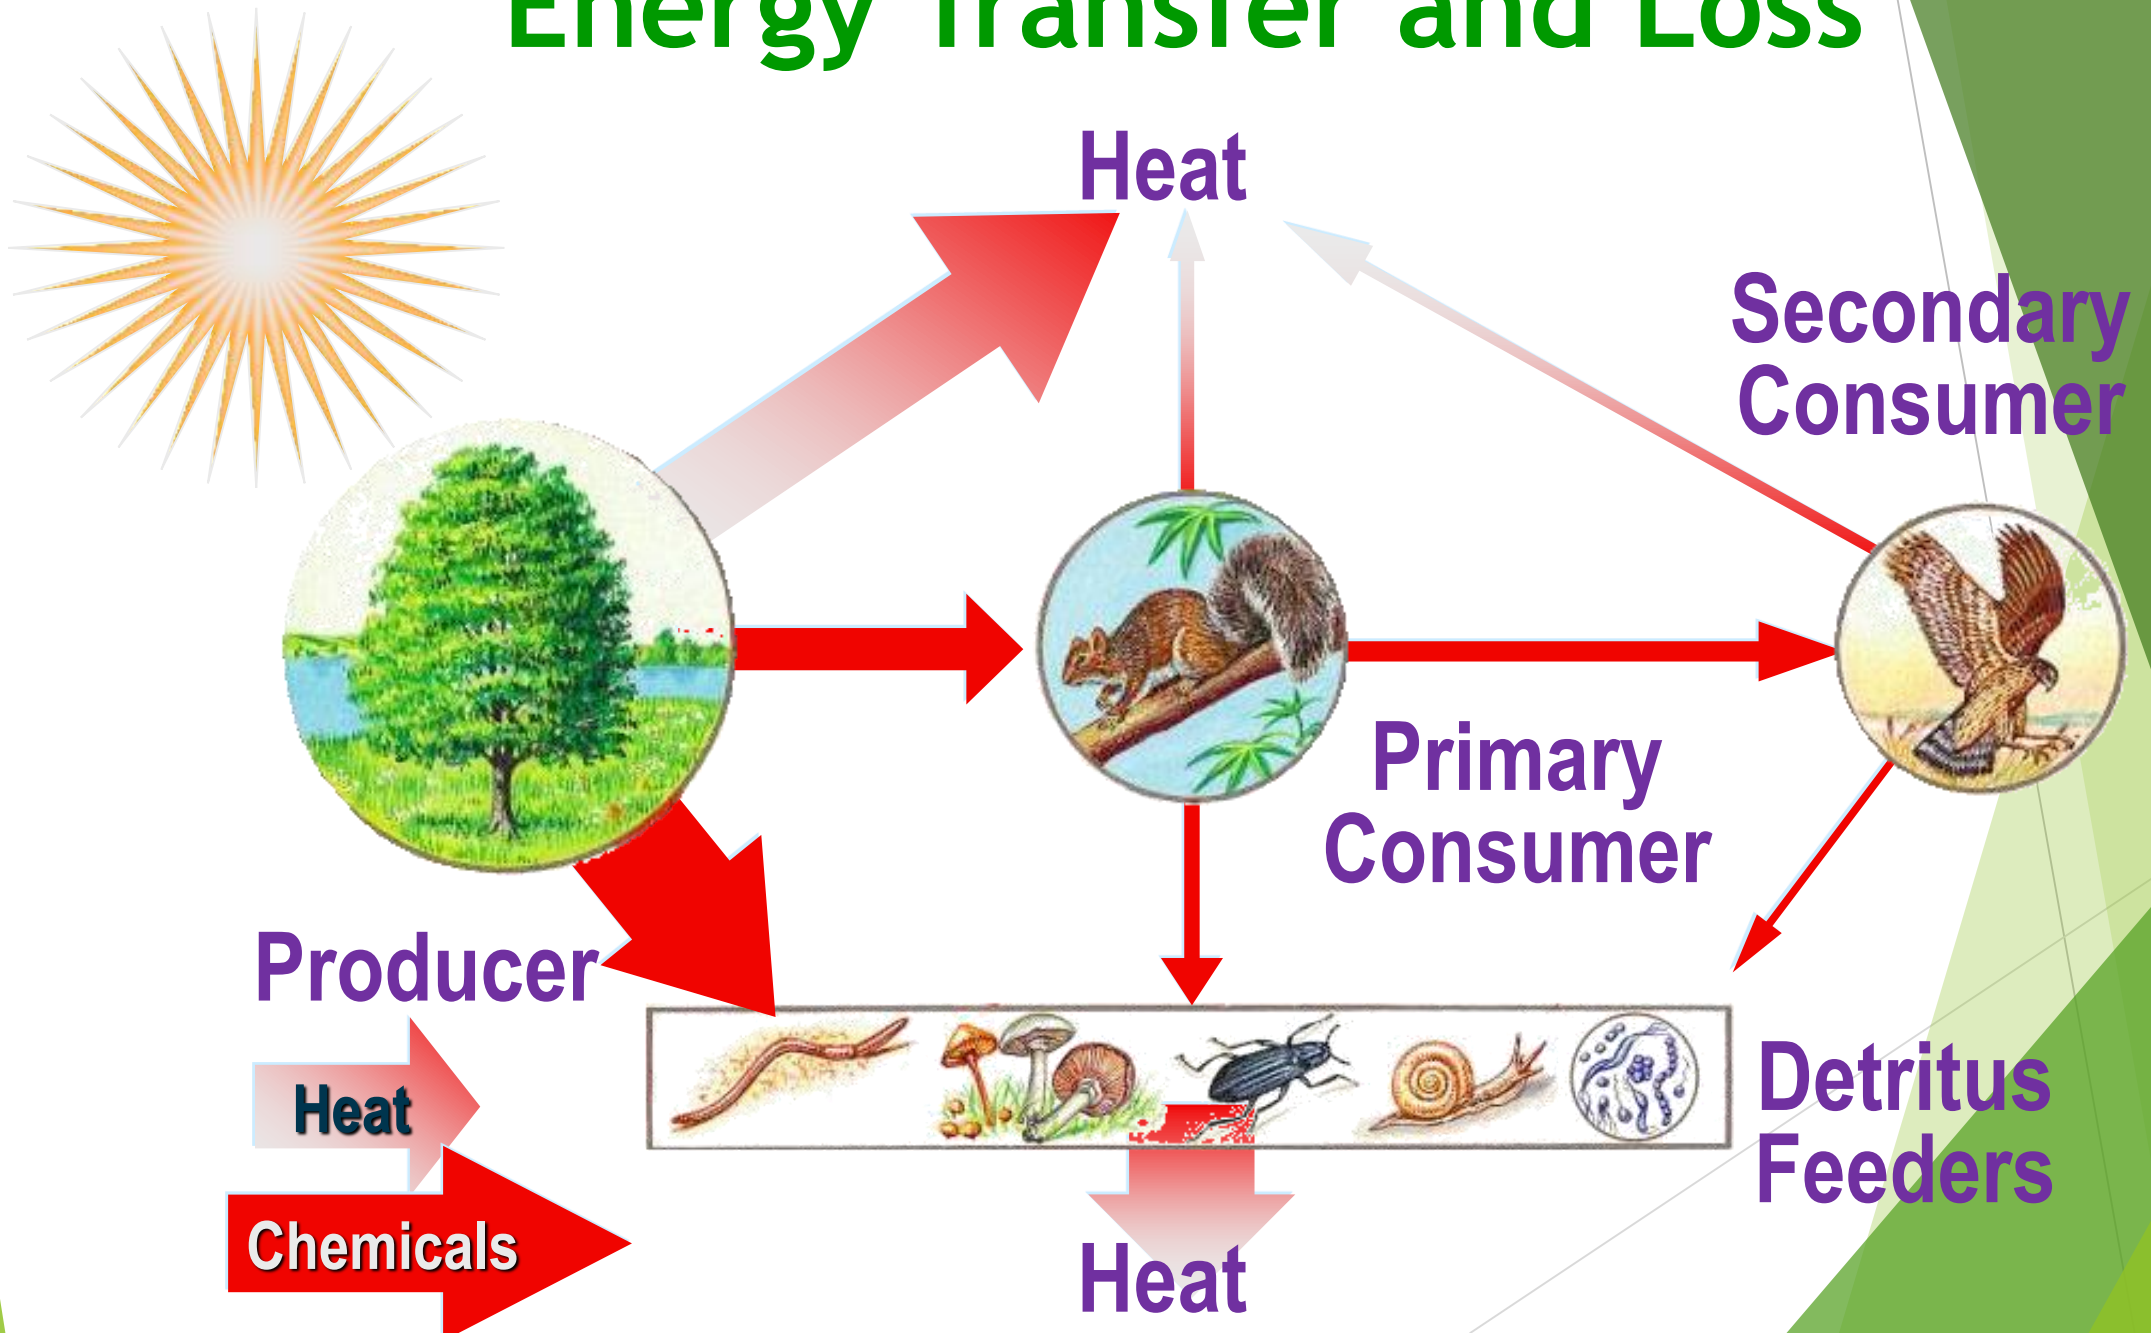 Energy Transfer and Loss
Heat
Secondary
Consumer
Primary
Consumer
Producer
Heat
Chemicals
Detritus
Feeders
Heat